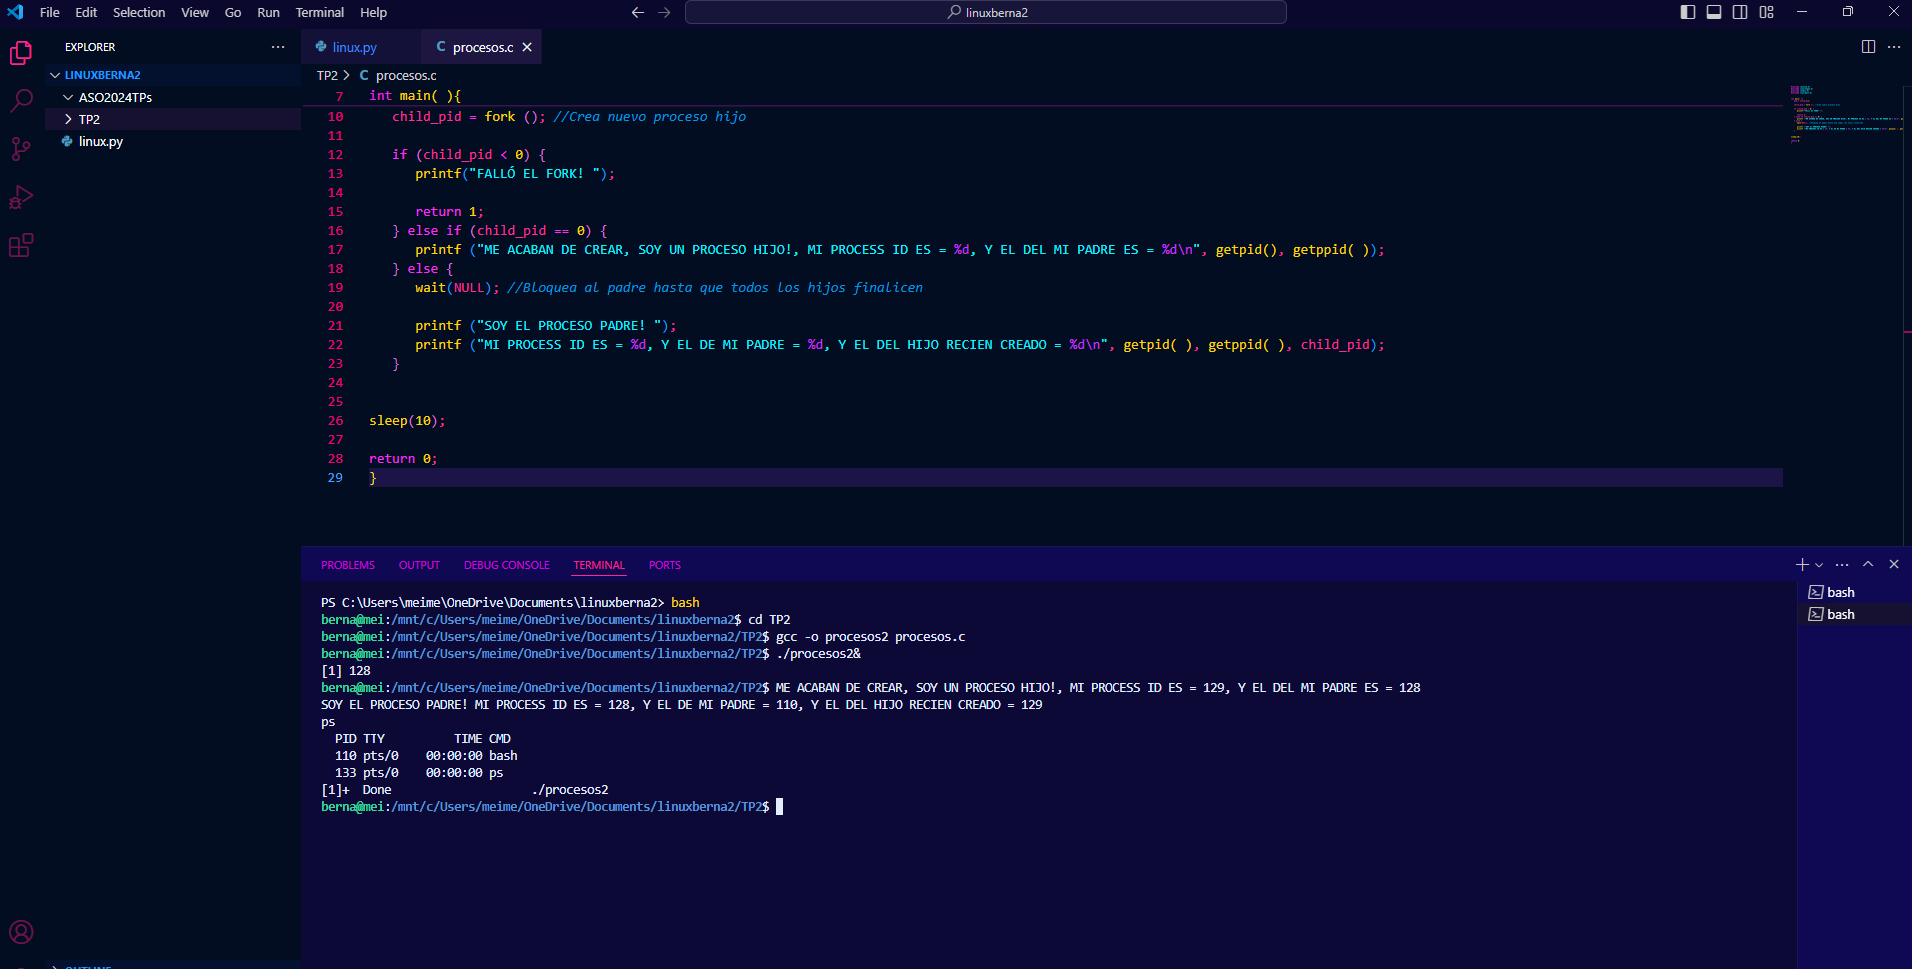 File Edit Selection View Go Run Terminal Help
linuxberna2
EXPLORER
LINUXBERNA2
ASO2024TPs
TP2
linux.py
linux.py
procesos.c
TP2 > C procesos.c
7 int main( ){
10 child_pid = fork (); //Crea nuevo proceso hijo
11
12 if (child_pid < 0) {
13 printf("FALLÓ EL FORK! ");
14
15 return 1;
16 } else if (child_pid == 0) {
17 printf ("ME ACABAN DE CREAR, SOY UN PROCESO HIJO!, MI PROCESS ID ES = %d, Y EL DEL MI PADRE ES = %d\n", getpid(), getppid( ));
18 } else {
19 wait(NULL); //Bloquea al padre hasta que todos los hijos finalicen
20
21 printf ("SOY EL PROCESO PADRE! ");
22 printf ("MI PROCESS ID ES = %d, Y EL DE MI PADRE = %d, Y EL DEL HIJO RECIEN CREADO = %d\n", getpid( ), getppid( ), child_pid);
23 }
24
25
26 sleep(10);
27
28 return 0;
29 }
PROBLEMS OUTPUT DEBUG CONSOLE TERMINAL PORTS
bash
bash
PS C:\Users\meime\OneDrive\Documents\linuxberna2> bash
berna@mei:/mnt/c/Users/meime/OneDrive/Documents/linuxberna2$ cd TP2
berna@mei:/mnt/c/Users/meime/OneDrive/Documents/linuxberna2/TP2$ gcc -o procesos2 procesos.c
berna@mei:/mnt/c/Users/meime/OneDrive/Documents/linuxberna2/TP2$ ./procesos2&
[1] 128
berna@mei:/mnt/c/Users/meime/OneDrive/Documents/linuxberna2/TP2$ ME ACABAN DE CREAR, SOY UN PROCESO HIJO!, MI PROCESS ID ES = 129, Y EL DEL MI PADRE ES = 128
SOY EL PROCESO PADRE! MI PROCESS ID ES = 128, Y EL DE MI PADRE = 110, Y EL DEL HIJO RECIEN CREADO = 129
ps
PID TTY TIME CMD
110 pts/0 00:00:00 bash
133 pts/0 00:00:00 ps
[1]+ Done ./procesos2
berna@mei:/mnt/c/Users/meime/OneDrive/Documents/linuxberna2/TP2$